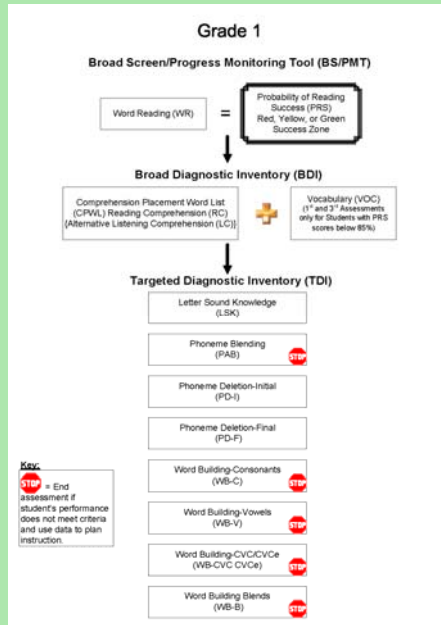 Grade 1
Broad Screen/Progress Monitoring Tool (BS/PMT)
Word Reading (WR)
=
Probability of Reading
Success (PRS)
Red, Yellow, or Green
Success Zone
Broad Diagnostic Inventory (BDI)
Comprehension Placement Word List
(CPWL) Reading Comprehension (RC)
{Alternative Listening Comprehension (LC)}
Vocabulary (VOC)
(1st and 3rd Assessments
only for Students with PRS
scores below 85%)
Targeted Diagnostic Inventory (TDI)
Letter Sound Knowledge
(LSK)
Phoneme Blending
(PAB)
STOP
Phoneme Deletion-Initial
(PD-I)
Phoneme Deletion-Final
(PD-F)
Key:
STOP = End
assessment if
student's performance
does not meet criteria
and use data to plan
instruction.
Word Building-Consonants
(WB-C)
STOP
Word Building-Vowels
(WB-V)
STOP
Word Building-CVC/CVCe
(WB-CVC CVCe)
STOP
Word Building Blends
(WB-B)
STOP